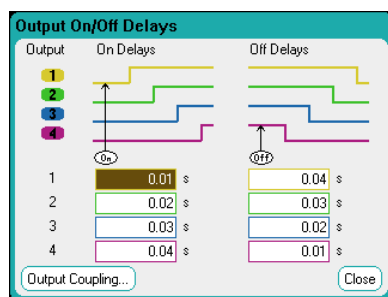 Output On/Off Delays
Output On Delays Off Delays
1
2
3
4
On Off
1 0.01 s 0.04 s
2 0.02 s 0.03 s
3 0.03 s 0.02 s
4 0.04 s 0.01 s
Output Coupling... Close